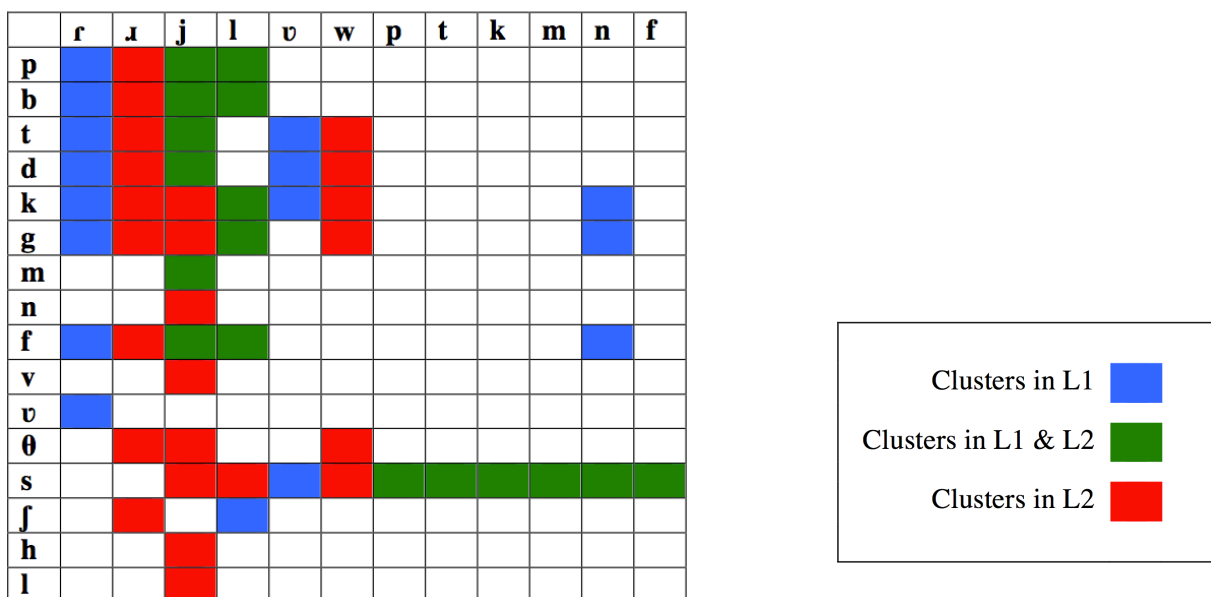 ɾ ɹ j l ʋ w p t k m n f
p
b
t
d
k
g
m
n
f
v
ʋ
θ
s
ʃ
h
l
Clusters in L1
Clusters in L1 & L2
Clusters in L2